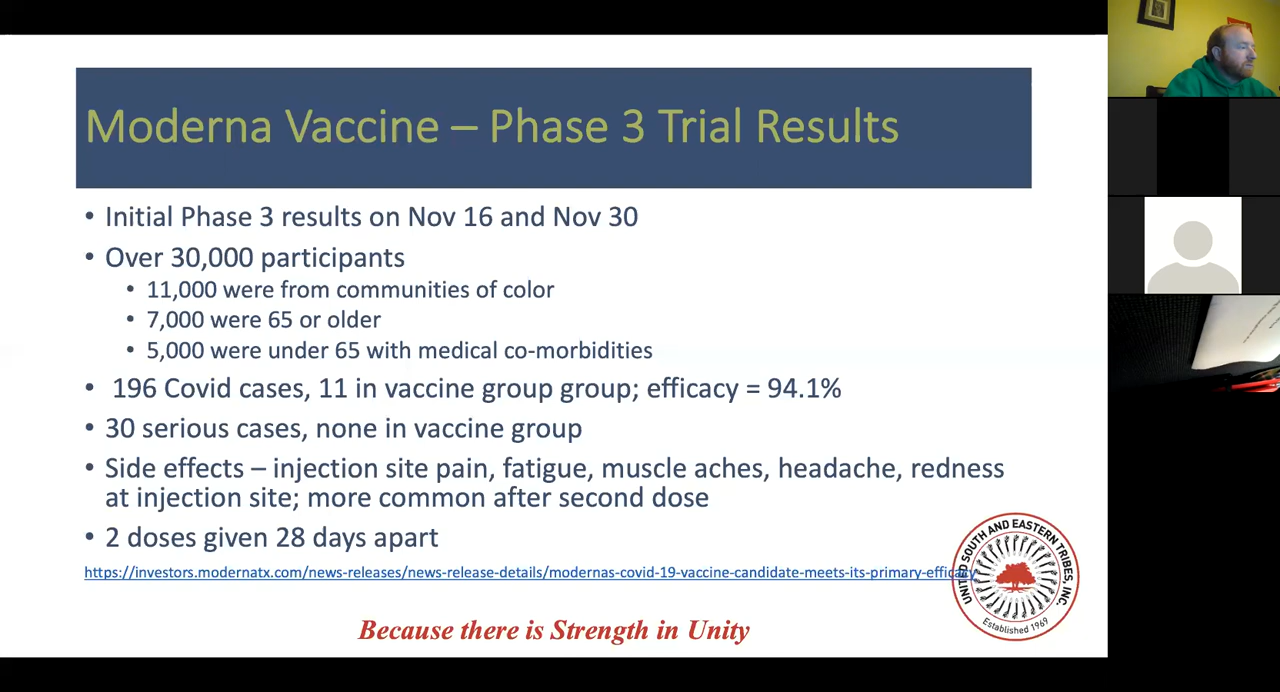 Moderna Vaccine – Phase 3 Trial Results
• Initial Phase 3 results on Nov 16 and Nov 30
• Over 30,000 participants
• 11,000 were from communities of color
• 7,000 were 65 or older
• 5,000 were under 65 with medical co-morbidities
• 196 Covid cases, 11 in vaccine group group; efficacy = 94.1%
• 30 serious cases, none in vaccine group
• Side effects – injection site pain, fatigue, muscle aches, headache, redness
at injection site; more common after second dose
• 2 doses given 28 days apart
https://investors.modernatx.com/news-releases/news-release-details/modernas-covid-19-vaccine-candidate-meets-its-primary-efficacy
UNITED SOUTH AND EASTERN TRIBES, INC.
Established 1969
Because there is Strength in Unity